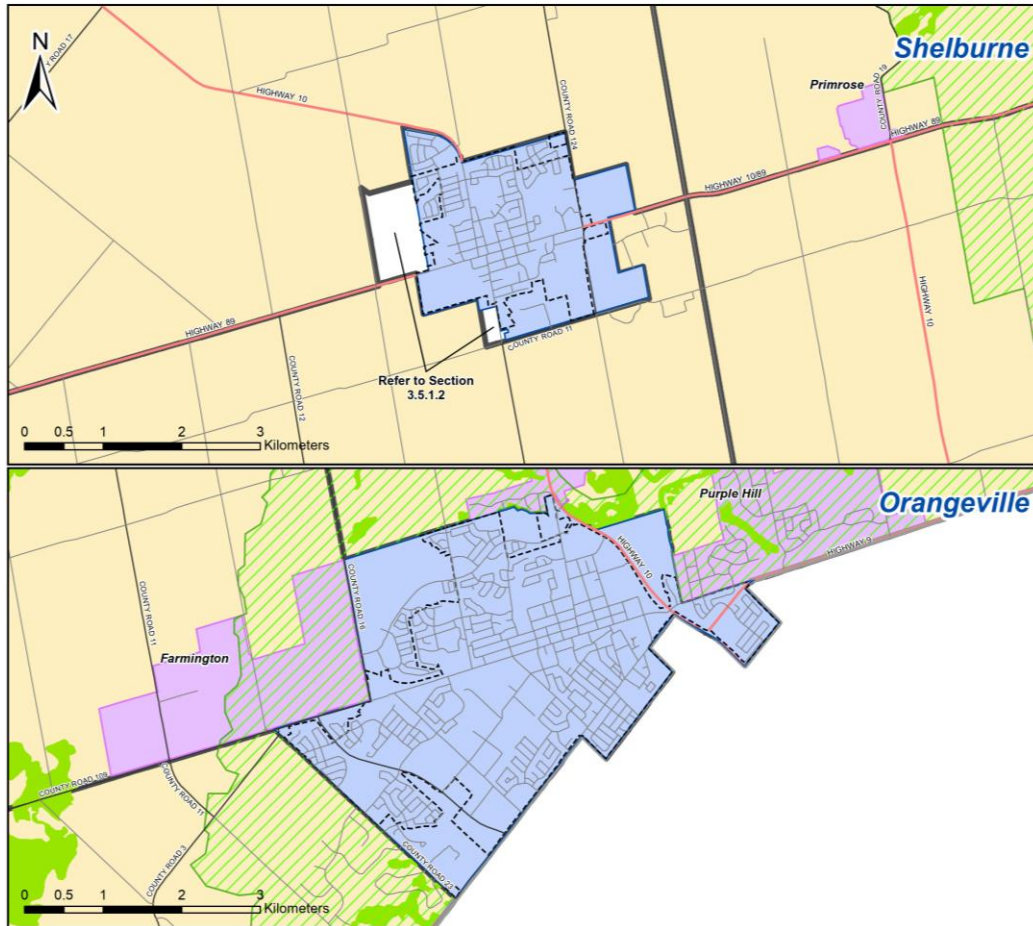 N
Shelburne
Y ROAD 17
HIGHWAY 10
COUNTY ROAD 124
Primrose
COUNTY ROAD 19
HIGHWAY 89
HIGHWAY 10/89
HIGHWAY 10
HIGHWAY 89
COUNTY ROAD 11
COUNTY ROAD 12
Refer to Section
3.5.1.2
0 0.5 1 2 3
Kilometers
Orangeville
Purple Hill
HIGHWAY 9
HIGHWAY 10
COUNTY ROAD 16
COUNTY ROAD 11
Farmington
COUNTY ROAD 109
COUNTY ROAD 11
COUNTY ROAD 3
COUNTY ROAD 23
0 0.5 1 2 3
Kilometers